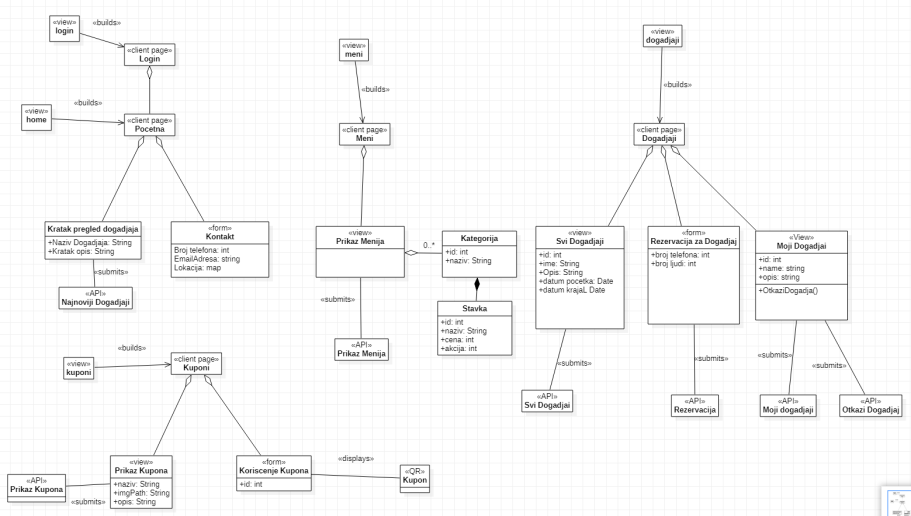 «view»
login
«builds»
«client page»
Login
«view»
home
«builds»
«client page»
Pocetna
Kratak pregled dogadjaja
+Naziv Dogadjaja: String
+Kratak opis: String
«submits»
«API»
Najnoviji Dogadjaji
«form»
Kontakt
Broj telefona: int
EmailAdresa: string
Lokacija: map
«view»
meni
«builds»
«client page»
Meni
«view»
Prikaz Menija
0..*
Kategorija
+id: int
+naziv: String
Stavka
+id: int
+naziv: String
+cena: int
+akcija: int
«submits»
«API»
Prikaz Menija
«view»
dogadjaji
«builds»
«client page»
Dogadjaji
«view»
Svi Dogadjaji
+id: int
+ime: String
+Opis: String
+datum pocetka: Date
+datum krajaL Date
«submits»
«API»
Svi Dogadjai
«form»
Rezervacija za Dogadjaj
+broj telefona: int
+broj ljudi: int
«submits»
«API»
Rezervacija
«View»
Moji Dogadjai
+id: int
+name: string
+opis: string
+OtkaziDogadja()
«submits»
«API»
Moji dogadjaji
«submits»
«API»
Otkazi Dogadjaj
«view»
kuponi
«builds»
«client page»
Kuponi
«view»
Prikaz Kupona
+naziv: String
+imgPath: String
+opis: String
«submits»
«API»
Prikaz Kupona
«form»
Koriscenje Kupona
+id: int
«displays»
«QR»
Kupon